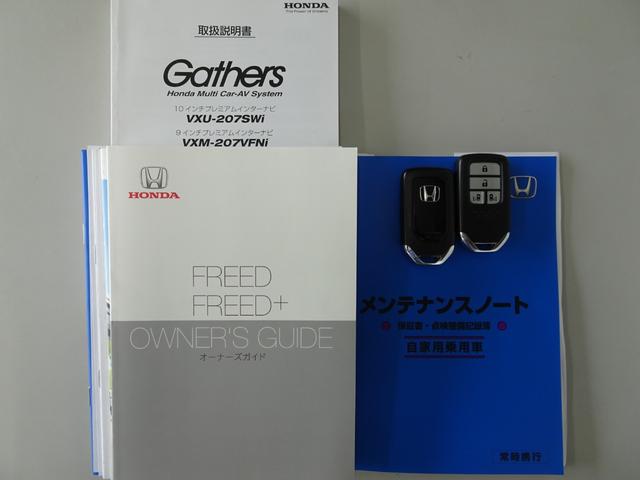 HONDA
The Power of Dreams
取扱説明書
Gathers
Honda Multi Car-AV System
10インチプレミアムインターナビ
VXU-207SWi
9インチプレミアムインターナビ
VXM-207VFNi
HONDA
FREED
FREED+
OWNER'S GUIDE
オーナーズガイド
メンテナンスノート
保証書・点検整備記録簿
自家用乗用車
常時携行